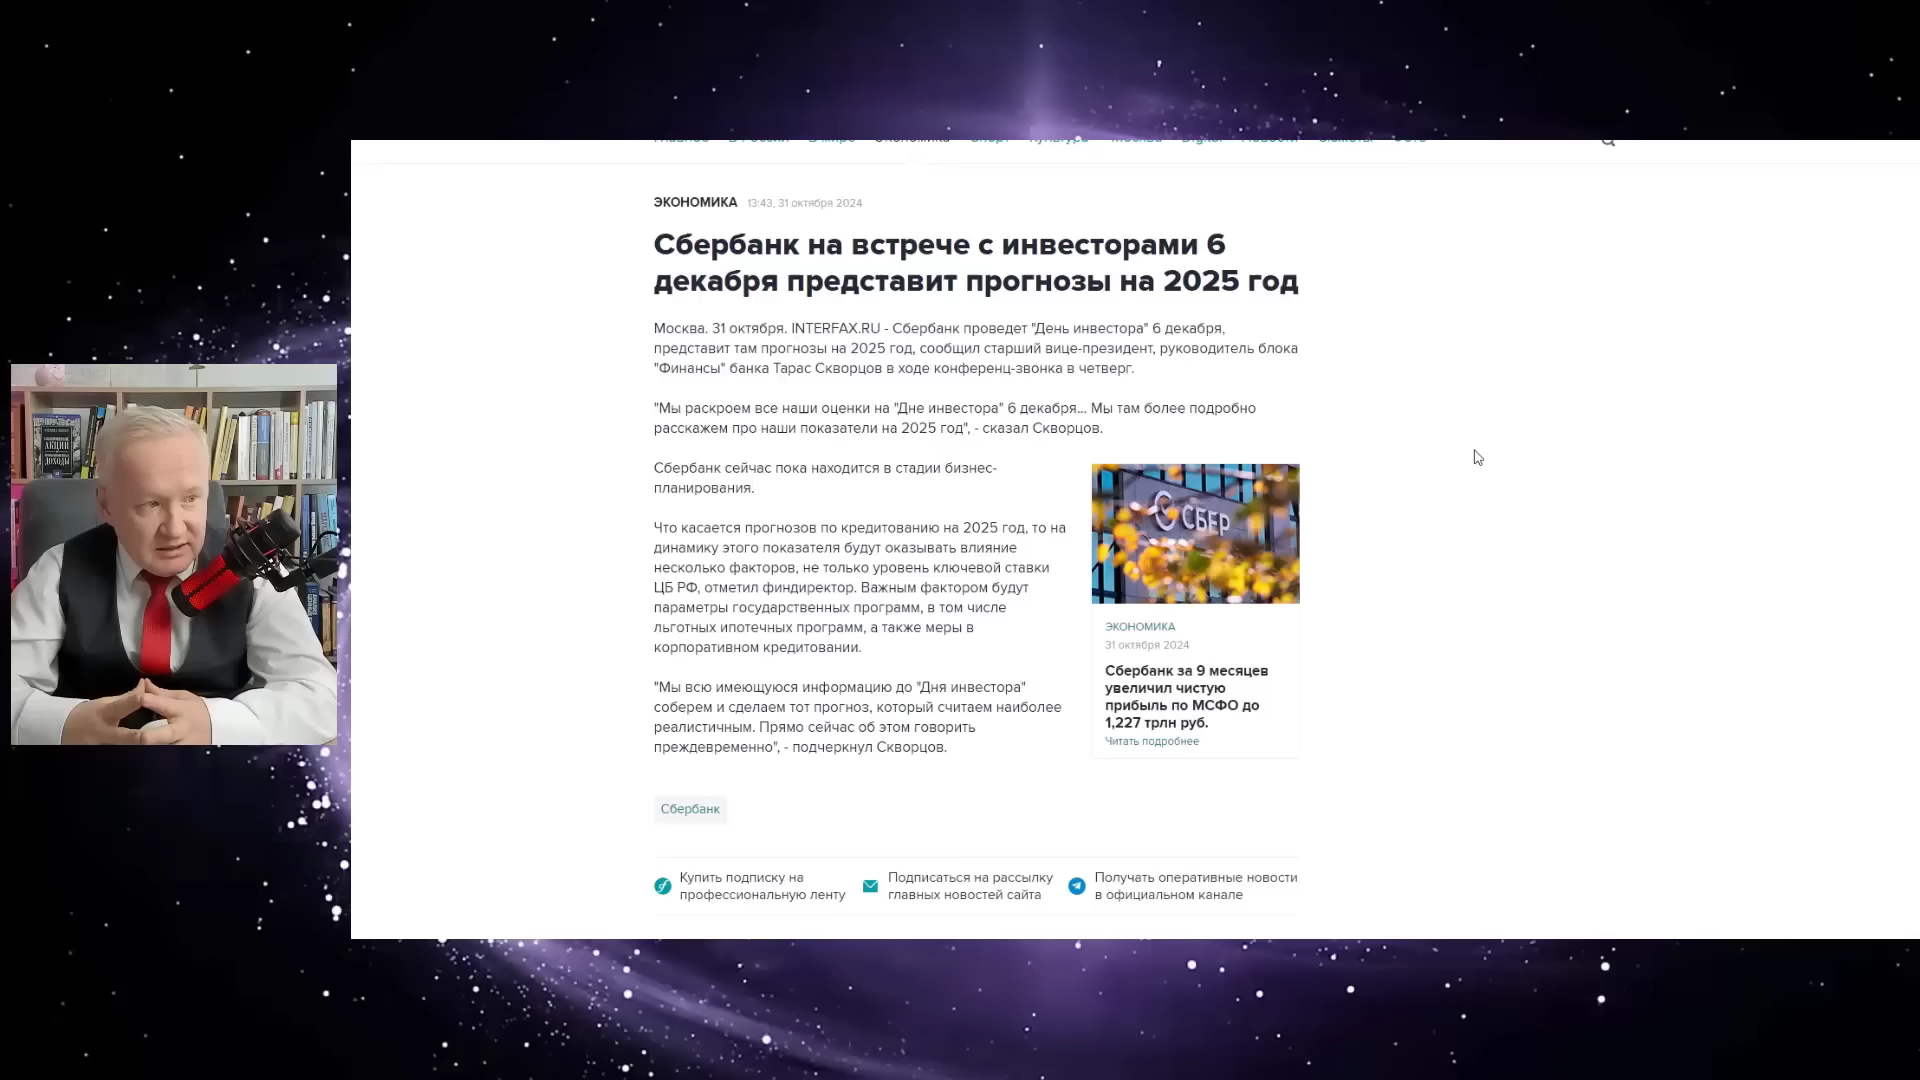 ЭКОНОМИКА 13:43, 31 октября 2024
Сбербанк на встрече с инвесторами 6
декабря представит прогнозы на 2025 год
Москва. 31 октября. INTERFAX.RU - Сбербанк проведет "День инвестора" 6 декабря,
представит там прогнозы на 2025 год, сообщил старший вице-президент, руководитель блока
"Финансы" банка Тарас Скворцов в ходе конференц-звонка в четверг.
"Мы раскроем все наши оценки на "Дне инвестора" 6 декабря... Мы там более подробно
расскажем про наши показатели на 2025 год", - сказал Скворцов.
Сбербанк сейчас пока находится в стадии бизнес-
планирования.
Что касается прогнозов по кредитованию на 2025 год, то на
динамику этого показателя будут оказывать влияние
несколько факторов, не только уровень ключевой ставки
ЦБ РФ, отметил финдиректор. Важным фактором будут
параметры государственных программ, в том числе
льготных ипотечных программ, а также меры в
корпоративном кредитовании.
"Мы всю имеющуюся информацию до "Дня инвестора"
соберем и сделаем тот прогноз, который считаем наиболее
реалистичным. Прямо сейчас об этом говорить
преждевременно", - подчеркнул Скворцов.
СБЕР
ЭКОНОМИКА
31 октября 2024
Сбербанк за 9 месяцев
увеличил чистую
прибыль по МСФО до
1,227 трлн руб.
Читать подробнее
Сбербанк
Купить подписку на
профессиональную ленту
Подписаться на рассылку
главных новостей сайта
Получать оперативные новости
в официальном канале
АКЦИИ
ДОХОДЫ